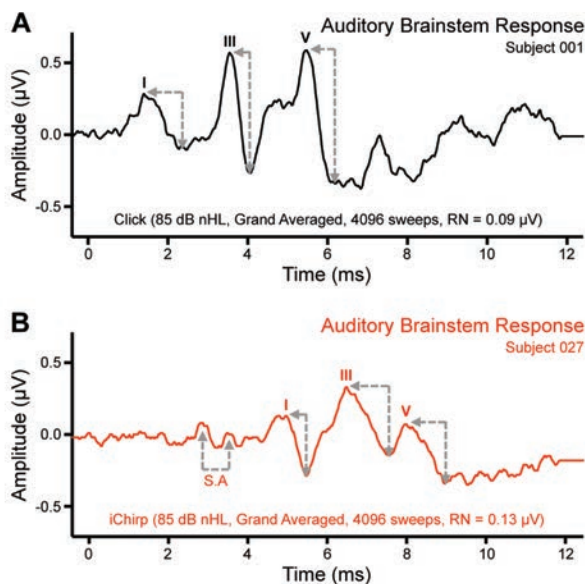 A
Auditory Brainstem Response
Subject 001
I
III
V
Amplitude (µV)
0.5
0.0
-0.5
Click (85 dB nHL, Grand Averaged, 4096 sweeps, RN = 0.09 µV)
0 2 4 6 8 10 12
Time (ms)
B
Auditory Brainstem Response
Subject 027
I
III
V
Amplitude (µV)
0.5
0.0
-0.5
S.A
iChirp (85 dB nHL, Grand Averaged, 4096 sweeps, RN = 0.13 µV)
0 2 4 6 8 10 12
Time (ms)